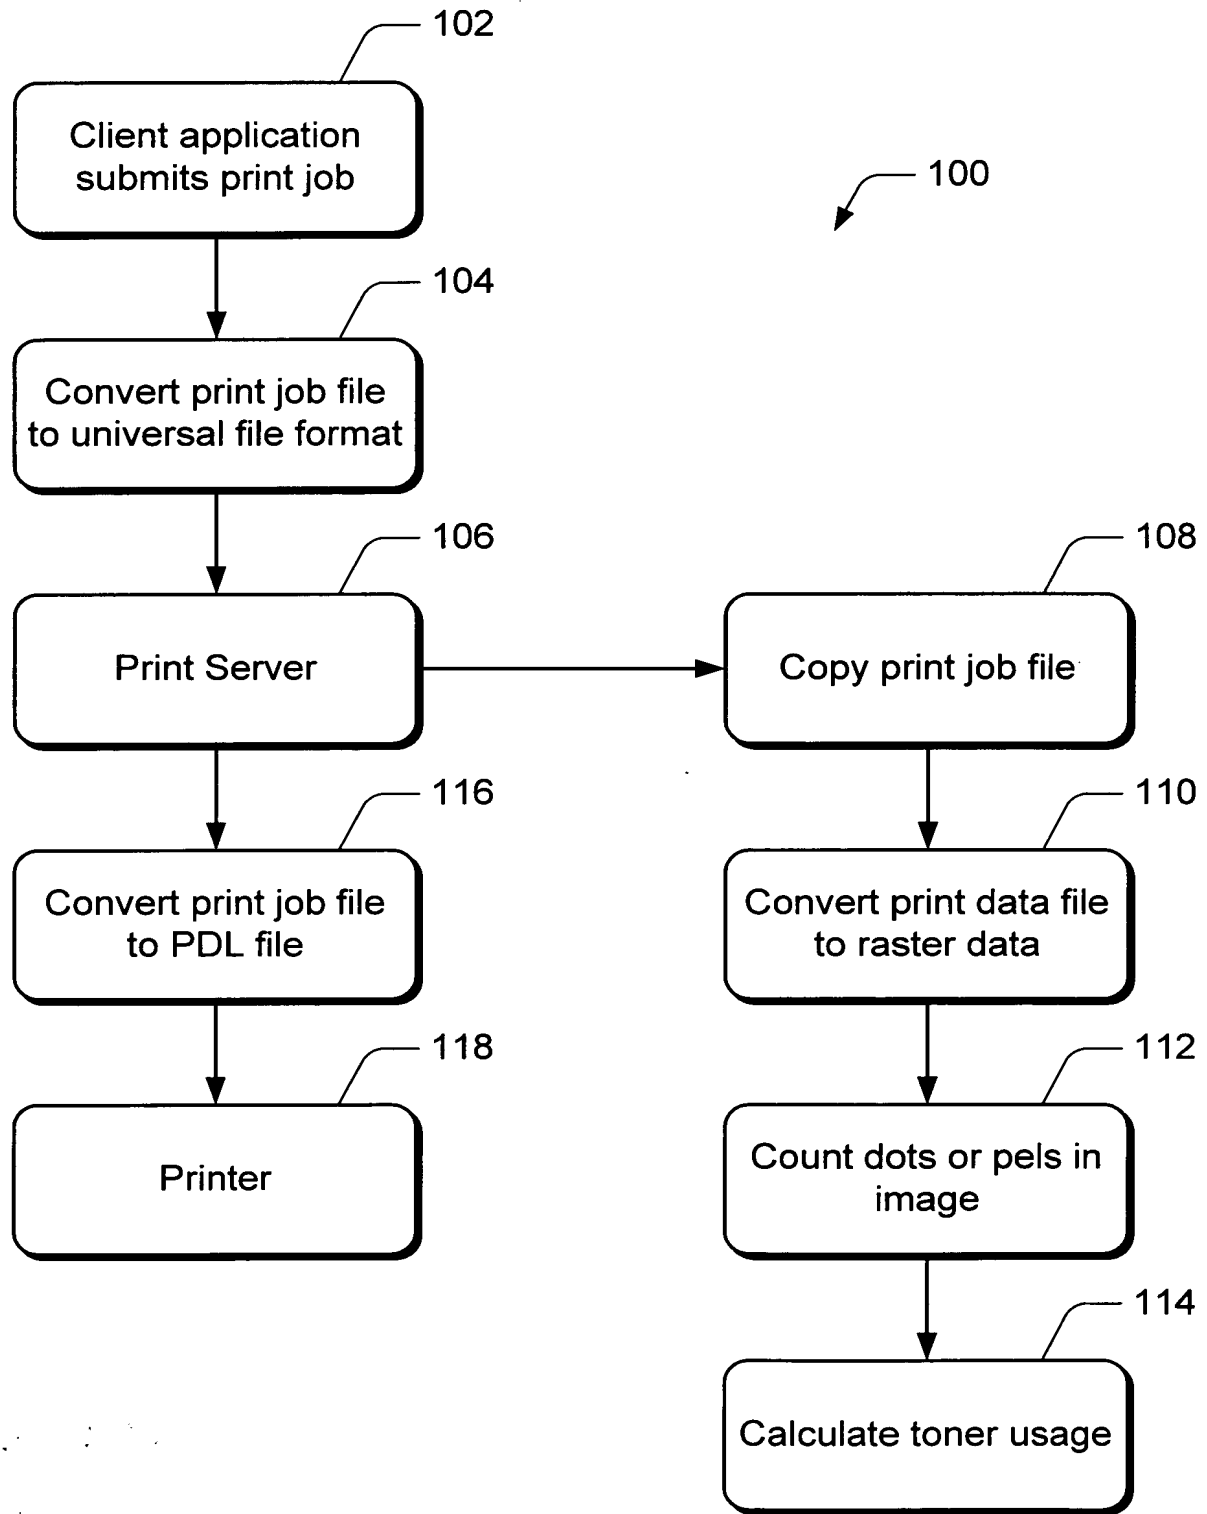 102
Client application
submits print job
100
104
Convert print job file
to universal file format
106
Print Server
108
Copy print job file
116
Convert print job file
to PDL file
110
Convert print data file
to raster data
118
Printer
112
Count dots or pels in
image
114
Calculate toner usage